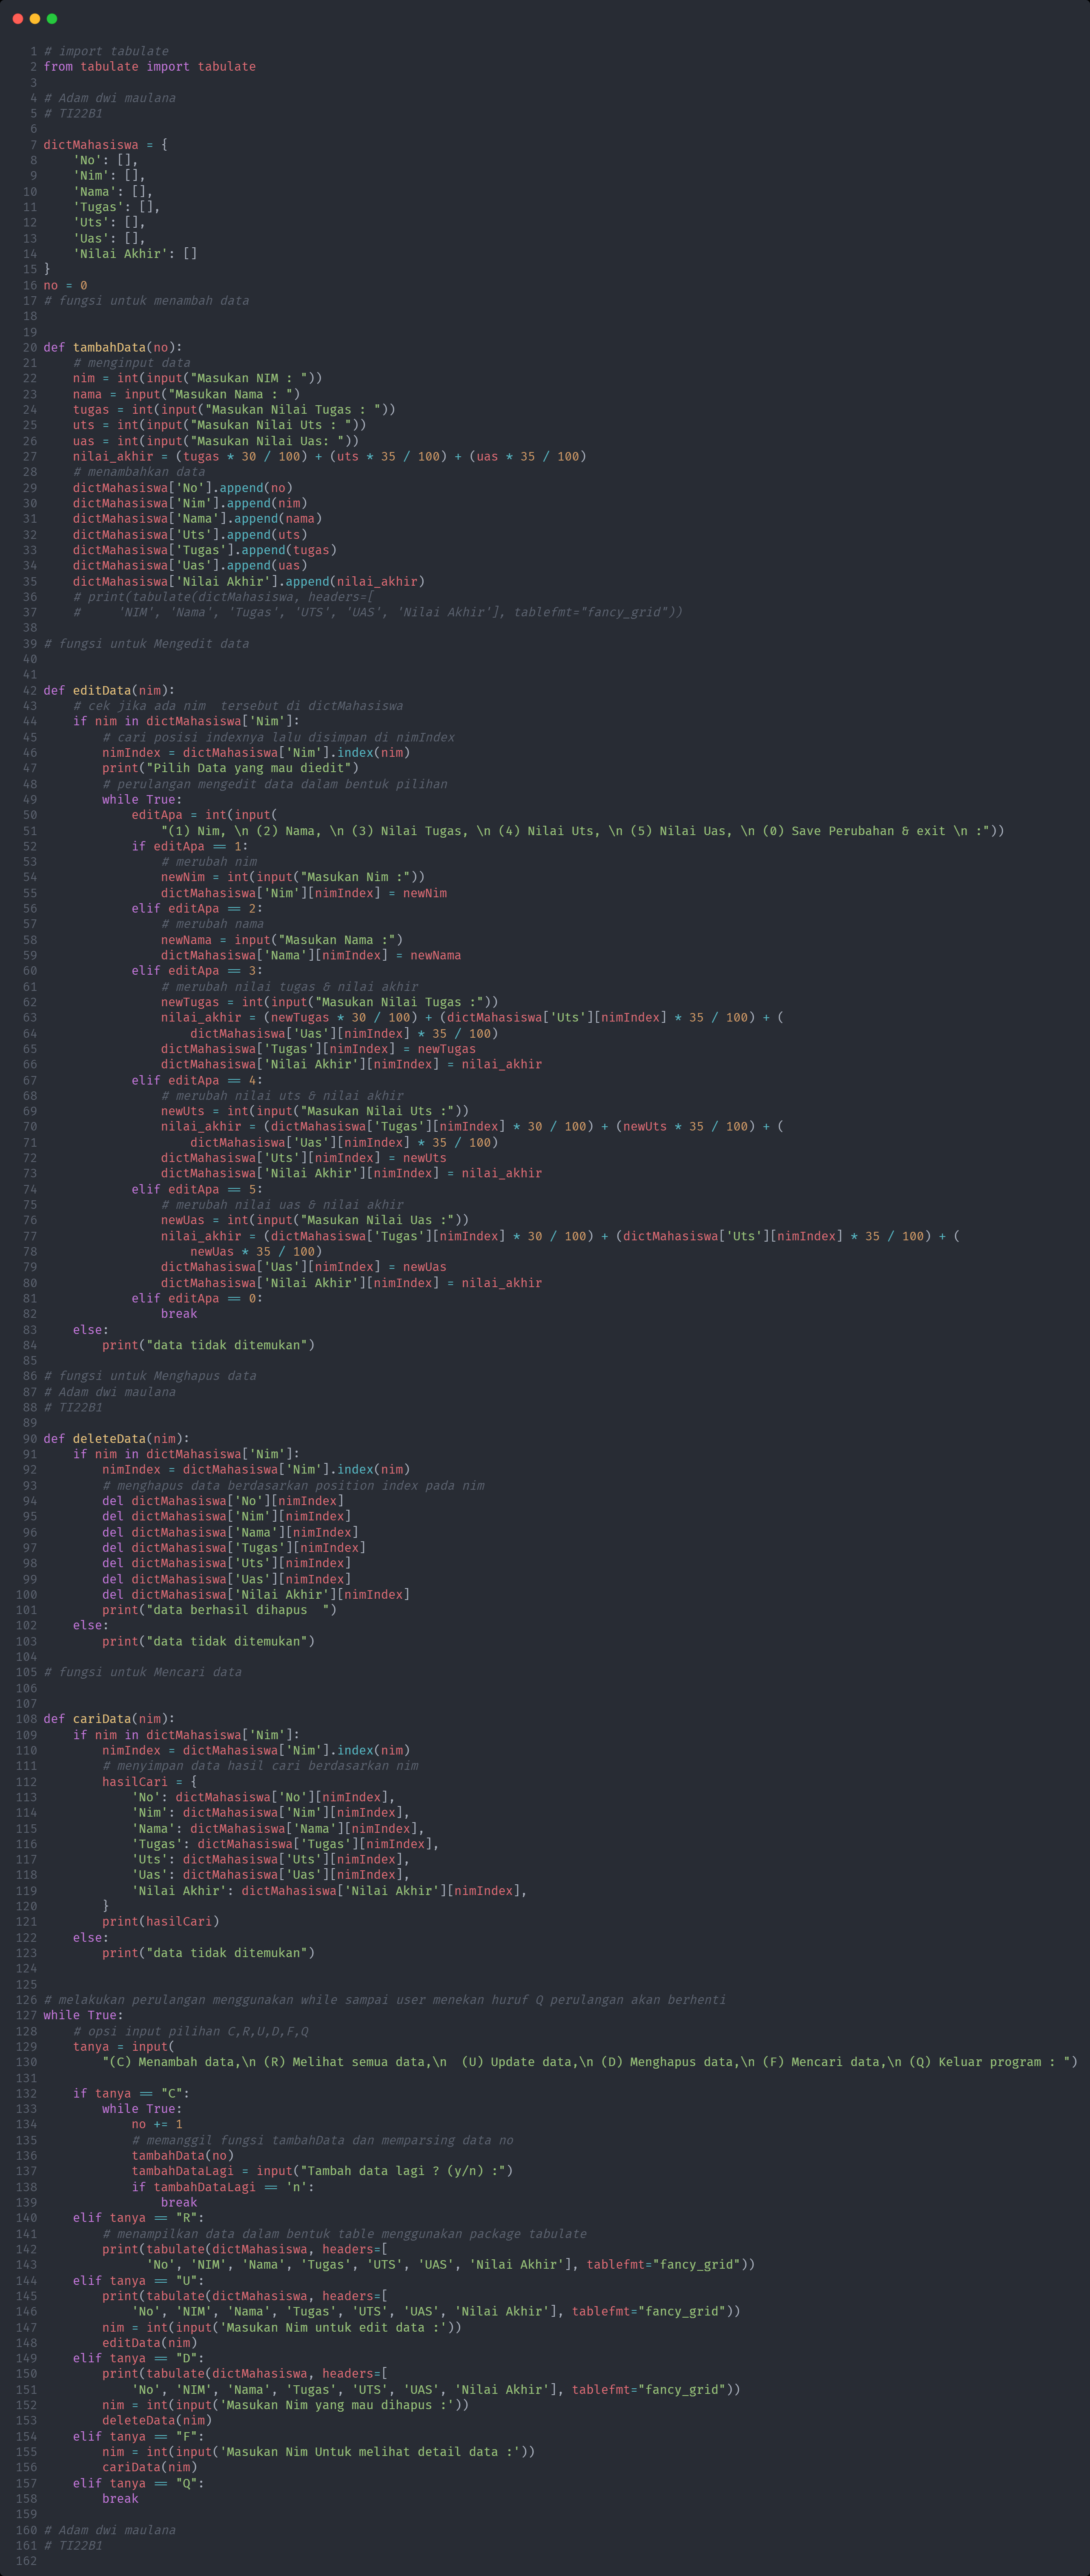 1 # import tabulate
2 from tabulate import tabulate
3
4 # Adam dwi maulana
5 # TI22B1
6
7 dictMahasiswa = {
8     'No': [],
9     'Nim': [],
10     'Nama': [],
11     'Tugas': [],
12     'Uts': [],
13     'Uas': [],
14     'Nilai Akhir': []
15 }
16 no = 0
17 # fungsi untuk menambah data
18
19
20 def tambahData(no):
21     # menginput data
22     nim = int(input("Masukan NIM : "))
23     nama = input("Masukan Nama : ")
24     tugas = int(input("Masukan Nilai Tugas : "))
25     uts = int(input("Masukan Nilai Uts : "))
26     uas = int(input("Masukan Nilai Uas: "))
27     nilai_akhir = (tugas * 30 / 100) + (uts * 35 / 100) + (uas * 35 / 100)
28     # menambahkan data
29     dictMahasiswa['No'].append(no)
30     dictMahasiswa['Nim'].append(nim)
31     dictMahasiswa['Nama'].append(nama)
32     dictMahasiswa['Uts'].append(uts)
33     dictMahasiswa['Tugas'].append(tugas)
34     dictMahasiswa['Uas'].append(uas)
35     dictMahasiswa['Nilai Akhir'].append(nilai_akhir)
36     # print(tabulate(dictMahasiswa, headers=[
37     #     'NIM', 'Nama', 'Tugas', 'UTS', 'UAS', 'Nilai Akhir'], tablefmt="fancy_grid"))
38
39 # fungsi untuk Mengedit data
40
41
42 def editData(nim):
43     # cek jika ada nim  tersebut di dictMahasiswa
44     if nim in dictMahasiswa['Nim']:
45         # cari posisi indexnya lalu disimpan di nimIndex
46         nimIndex = dictMahasiswa['Nim'].index(nim)
47         print("Pilih Data yang mau diedit")
48         # perulangan mengedit data dalam bentuk pilihan
49         while True:
50             editApa = int(input(
51                 "(1) Nim, \n (2) Nama, \n (3) Nilai Tugas, \n (4) Nilai Uts, \n (5) Nilai Uas, \n (0) Save Perubahan & exit \n :"))
52             if editApa == 1:
53                 # merubah nim
54                 newNim = int(input("Masukan Nim :"))
55                 dictMahasiswa['Nim'][nimIndex] = newNim
56             elif editApa == 2:
57                 # merubah nama
58                 newNama = input("Masukan Nama :")
59                 dictMahasiswa['Nama'][nimIndex] = newNama
60             elif editApa == 3:
61                 # merubah nilai tugas & nilai akhir
62                 newTugas = int(input("Masukan Nilai Tugas :"))
63                 nilai_akhir = (newTugas * 30 / 100) + (dictMahasiswa['Uts'][nimIndex] * 35 / 100) + (
64                     dictMahasiswa['Uas'][nimIndex] * 35 / 100)
65                 dictMahasiswa['Tugas'][nimIndex] = newTugas
66                 dictMahasiswa['Nilai Akhir'][nimIndex] = nilai_akhir
67             elif editApa == 4:
68                 # merubah nilai uts & nilai akhir
69                 newUts = int(input("Masukan Nilai Uts :"))
70                 nilai_akhir = (dictMahasiswa['Tugas'][nimIndex] * 30 / 100) + (newUts * 35 / 100) + (
71                     dictMahasiswa['Uas'][nimIndex] * 35 / 100)
72                 dictMahasiswa['Uts'][nimIndex] = newUts
73                 dictMahasiswa['Nilai Akhir'][nimIndex] = nilai_akhir
74             elif editApa == 5:
75                 # merubah nilai uas & nilai akhir
76                 newUas = int(input("Masukan Nilai Uas :"))
77                 nilai_akhir = (dictMahasiswa['Tugas'][nimIndex] * 30 / 100) + (dictMahasiswa['Uts'][nimIndex] * 35 / 100) + (
78                     newUas * 35 / 100)
79                 dictMahasiswa['Uas'][nimIndex] = newUas
80                 dictMahasiswa['Nilai Akhir'][nimIndex] = nilai_akhir
81             elif editApa == 0:
82                 break
83     else:
84         print("data tidak ditemukan")
85
86 # fungsi untuk Menghapus data
87 # Adam dwi maulana
88 # TI22B1
89
90 def deleteData(nim):
91     if nim in dictMahasiswa['Nim']:
92         nimIndex = dictMahasiswa['Nim'].index(nim)
93         # menghapus data berdasarkan position index pada nim
94         del dictMahasiswa['No'][nimIndex]
95         del dictMahasiswa['Nim'][nimIndex]
96         del dictMahasiswa['Nama'][nimIndex]
97         del dictMahasiswa['Tugas'][nimIndex]
98         del dictMahasiswa['Uts'][nimIndex]
99         del dictMahasiswa['Uas'][nimIndex]
100         del dictMahasiswa['Nilai Akhir'][nimIndex]
101         print("data berhasil dihapus  ")
102     else:
103         print("data tidak ditemukan")
104
105 # fungsi untuk Mencari data
106
107
108 def cariData(nim):
109     if nim in dictMahasiswa['Nim']:
110         nimIndex = dictMahasiswa['Nim'].index(nim)
111         # menyimpan data hasil cari berdasarkan nim
112         hasilCari = {
113             'No': dictMahasiswa['No'][nimIndex],
114             'Nim': dictMahasiswa['Nim'][nimIndex],
115             'Nama': dictMahasiswa['Nama'][nimIndex],
116             'Tugas': dictMahasiswa['Tugas'][nimIndex],
117             'Uts': dictMahasiswa['Uts'][nimIndex],
118             'Uas': dictMahasiswa['Uas'][nimIndex],
119             'Nilai Akhir': dictMahasiswa['Nilai Akhir'][nimIndex],
120         }
121         print(hasilCari)
122     else:
123         print("data tidak ditemukan")
124
125
126 # melakukan perulangan menggunakan while sampai user menekan huruf Q perulangan akan berhenti
127 while True:
128     # opsi input pilihan C,R,U,D,F,Q
129     tanya = input(
130         "(C) Menambah data,\n (R) Melihat semua data,\n  (U) Update data,\n (D) Menghapus data,\n (F) Mencari data,\n (Q) Keluar program : ")
131
132     if tanya == "C":
133         while True:
134             no += 1
135             # memanggil fungsi tambahData dan memparsing data no
136             tambahData(no)
137             tambahDataLagi = input("Tambah data lagi ? (y/n) :")
138             if tambahDataLagi == 'n':
139                 break
140     elif tanya == "R":
141         # menampilkan data dalam bentuk table menggunakan package tabulate
142         print(tabulate(dictMahasiswa, headers=[
143               'No', 'NIM', 'Nama', 'Tugas', 'UTS', 'UAS', 'Nilai Akhir'], tablefmt="fancy_grid"))
144     elif tanya == "U":
145         print(tabulate(dictMahasiswa, headers=[
146             'No', 'NIM', 'Nama', 'Tugas', 'UTS', 'UAS', 'Nilai Akhir'], tablefmt="fancy_grid"))
147         nim = int(input('Masukan Nim untuk edit data :'))
148         editData(nim)
149     elif tanya == "D":
150         print(tabulate(dictMahasiswa, headers=[
151             'No', 'NIM', 'Nama', 'Tugas', 'UTS', 'UAS', 'Nilai Akhir'], tablefmt="fancy_grid"))
152         nim = int(input('Masukan Nim yang mau dihapus :'))
153         deleteData(nim)
154     elif tanya == "F":
155         nim = int(input('Masukan Nim Untuk melihat detail data :'))
156         cariData(nim)
157     elif tanya == "Q":
158         break
159
160 # Adam dwi maulana
161 # TI22B1
162